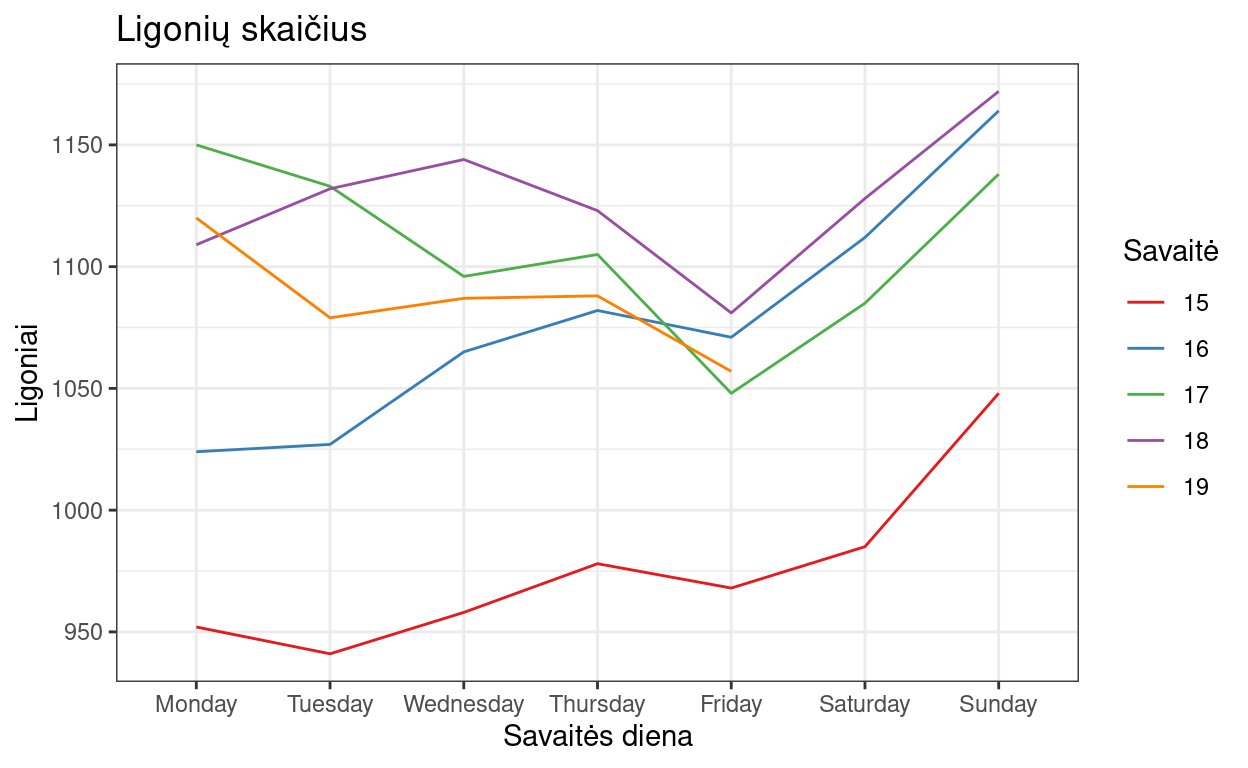 Ligonių skaičius
Ligoniai
1150
1100
1050
1000
950
Monday Tuesday Wednesday Thursday Friday Saturday Sunday
Savaitės diena
Savaitė
15
16
17
18
19